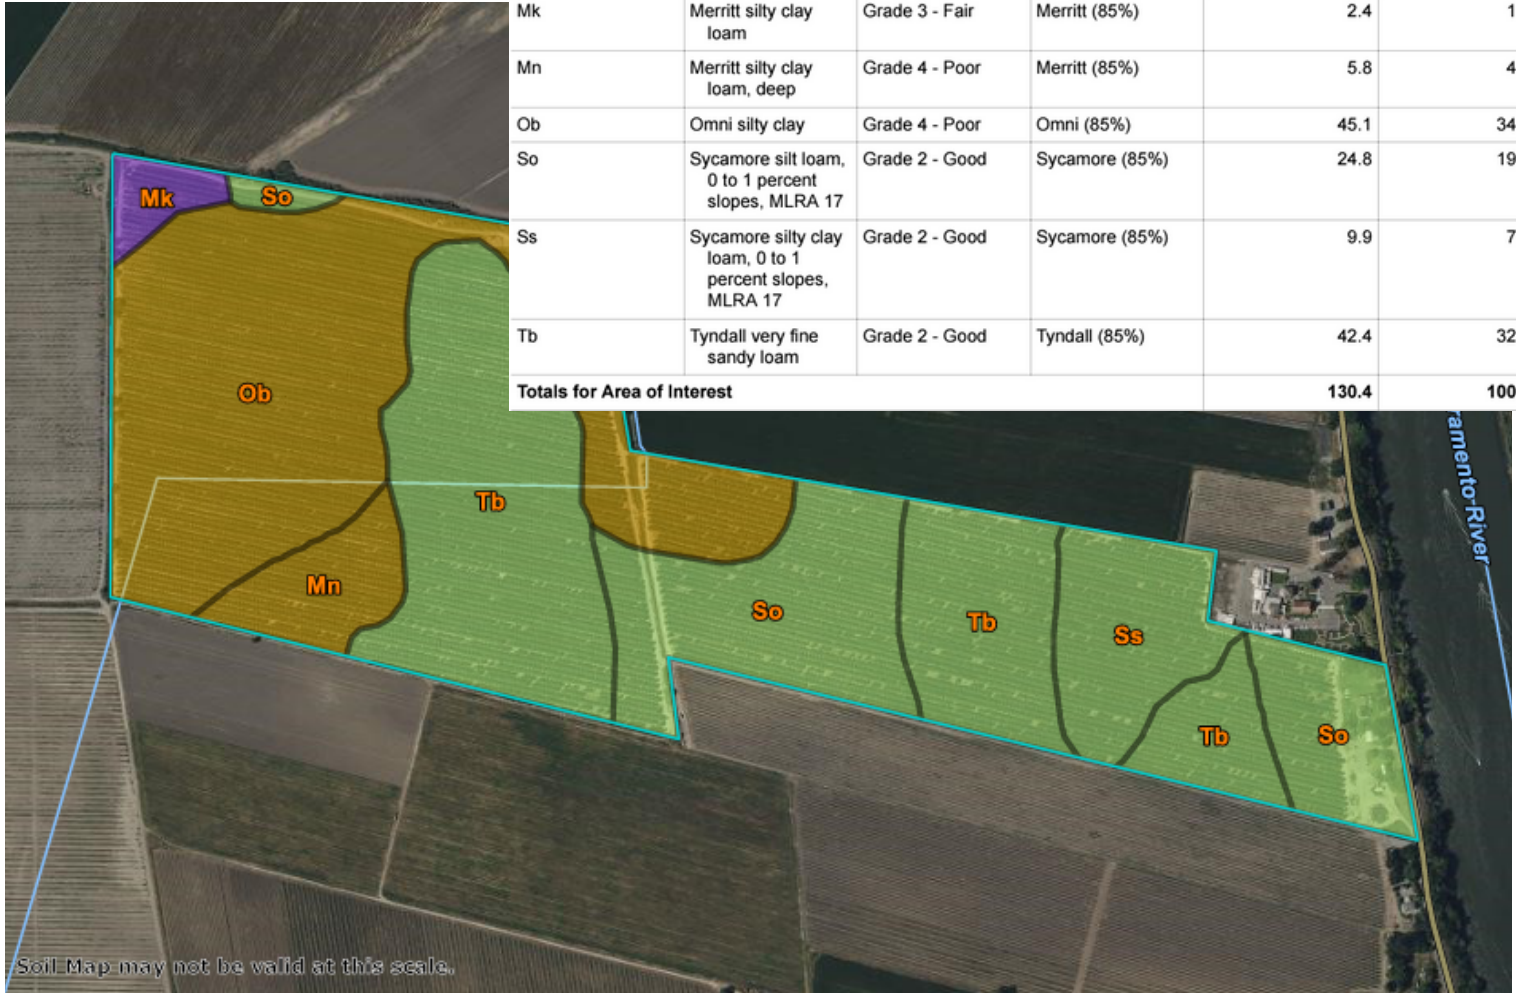 Mk Merritt silty clay Grade 3 - Fair Merritt (85%) 2.4 1
loam
Mn Merritt silty clay Grade 4 - Poor Merritt (85%) 5.8 4
loam, deep
Ob Omni silty clay Grade 4 - Poor Omni (85%) 45.1 34
So Sycamore silt loam, Grade 2 - Good Sycamore (85%) 24.8 19
0 to 1 percent
slopes, MLRA 17
Ss Sycamore silty clay Grade 2 - Good Sycamore (85%) 9.9 7
loam, 0 to 1
percent slopes,
MLRA 17
Tb Tyndall very fine Grade 2 - Good Tyndall (85%) 42.4 32
sandy loam
Totals for Area of Interest 130.4 100
Mk
So
Ob
Tb
Mn
So
Tb
Ss
Tb
So
ramento River
Soil Map may not be valid at this scale.